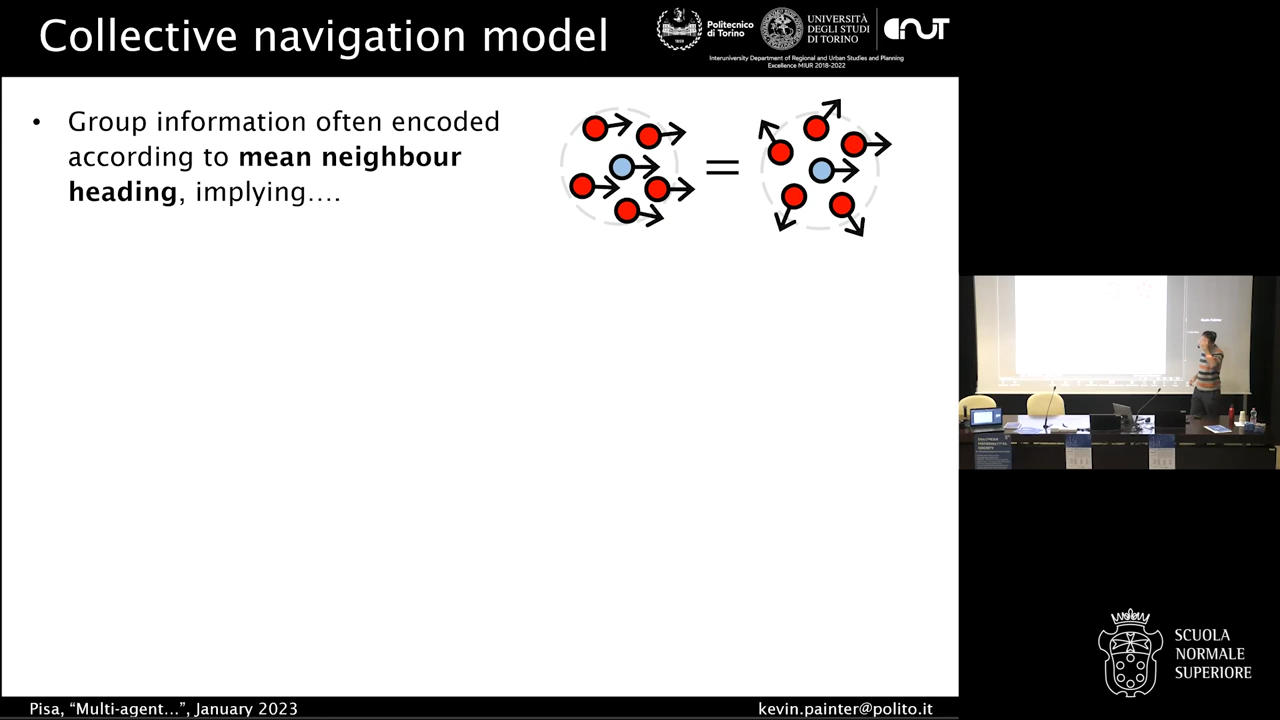 Collective navigation model
Politecnico
di Torino
UNIVERSITÀ
DEGLI STUDI
DI TORINO
Interuniversity Department of Regional and Urban Studies and Planning
Excellence MIUR 2018-2022
• Group information often encoded
according to mean neighbour
heading, implying....
=
SCUOLA
NORMALE
SUPERIORE
Pisa, “Multi-agent...”, January 2023
kevin.painter@polito.it